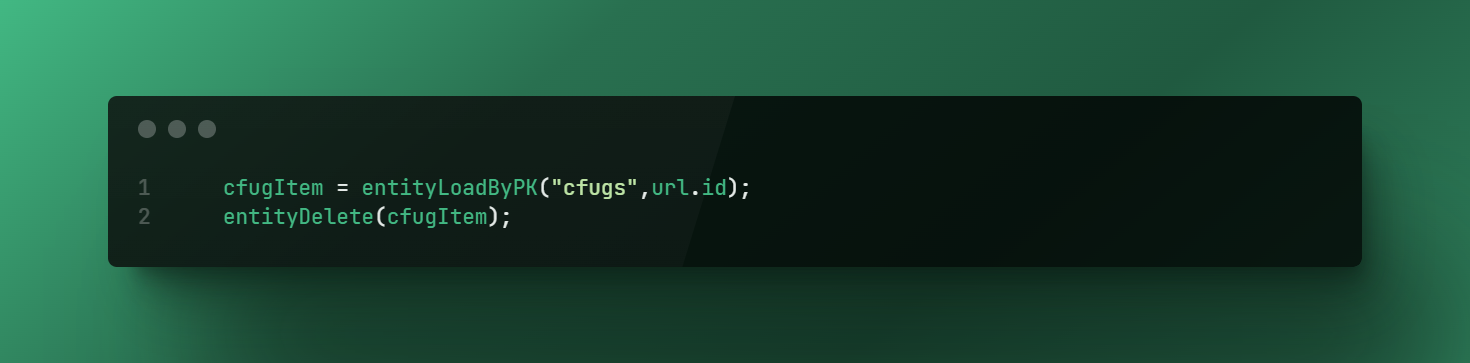 1 cfugItem = entityLoadByPK("cfugs",url.id);
2 entityDelete(cfugItem);